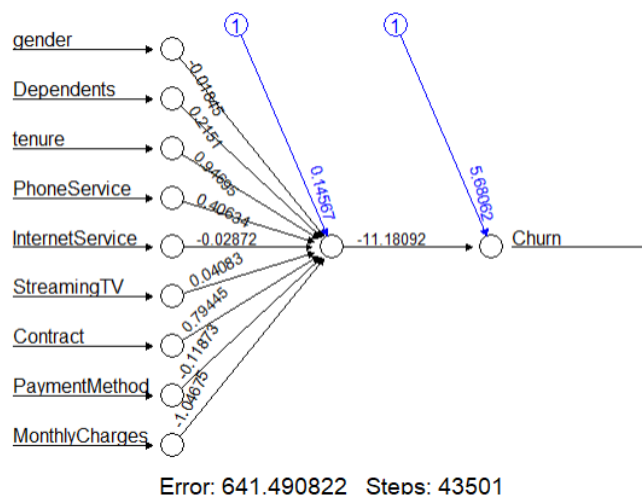 1
1
gender
-0.01845
Dependents
0.2151
tenure
0.94695
PhoneService
0.40634
0.14567
5.68062
InternetService
-0.02872
-11.18092
Churn
StreamingTV
0.04083
Contract
0.79445
PaymentMethod
-0.11873
MonthlyCharges
-1.04675
Error: 641.490822 Steps: 43501